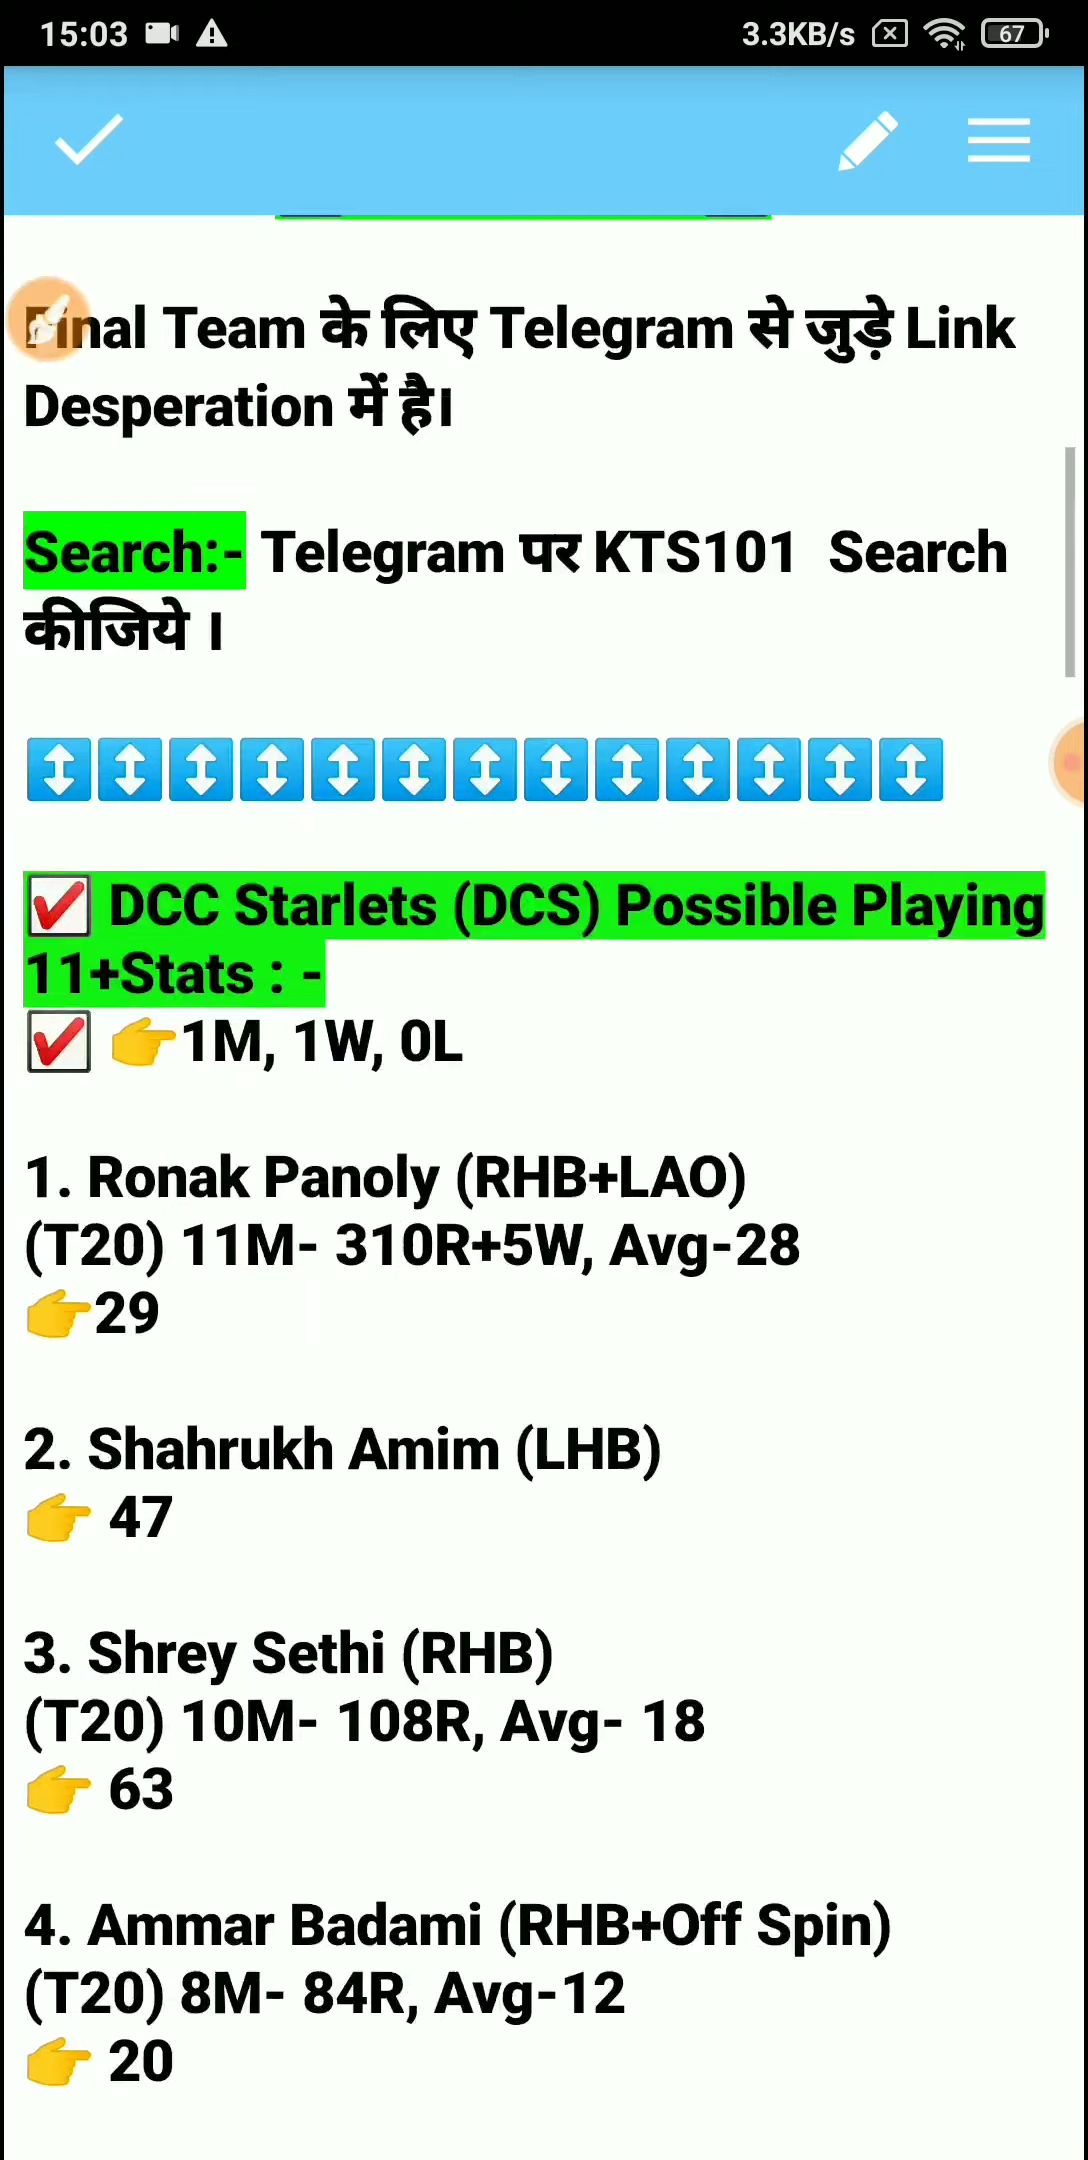 15:03 3.3KB/s 67
Final Team के लिए Telegram से जुड़े Link
Desperation में है।
Search:- Telegram पर KTS101 Search
कीजिये ।
↕️↕️↕️↕️↕️↕️↕️↕️↕️↕️↕️↕️↕️
✅ DCC Starlets (DCS) Possible Playing
11+Stats : -
✅ 👉1M, 1W, 0L
1. Ronak Panoly (RHB+LAO)
(T20) 11M- 310R+5W, Avg-28
👉29
2. Shahrukh Amim (LHB)
👉 47
3. Shrey Sethi (RHB)
(T20) 10M- 108R, Avg- 18
👉 63
4. Ammar Badami (RHB+Off Spin)
(T20) 8M- 84R, Avg-12
👉 20